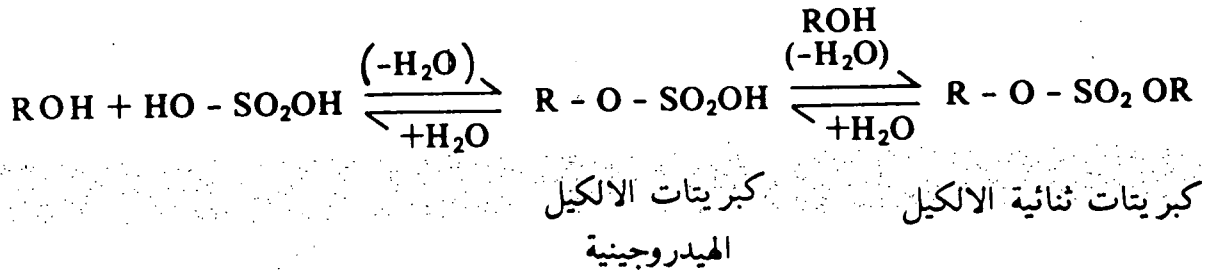 ROH
(-H₂O) (-H₂O)
ROH + HO - SO₂OH ⇌ R - O - SO₂OH ⇌ R - O - SO₂ OR
+H₂O +H₂O
كبريتات الالكيل كبريتات ثنائية الالكيل
الهيدروجينية